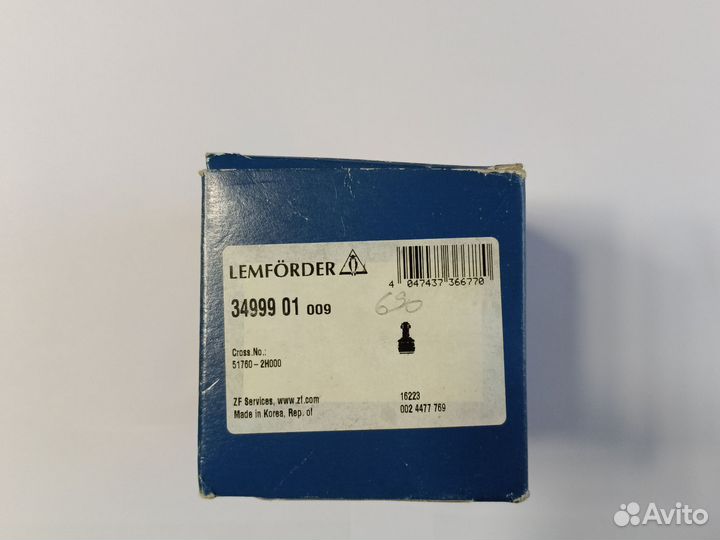 LEMFÖRDER
4 047437 366770
34999 01 009
690
Cross.No.:
51760-2H000
ZF Services, www.zf.com
Made in Korea, Rep. of
16223
002 4477 769
Avito